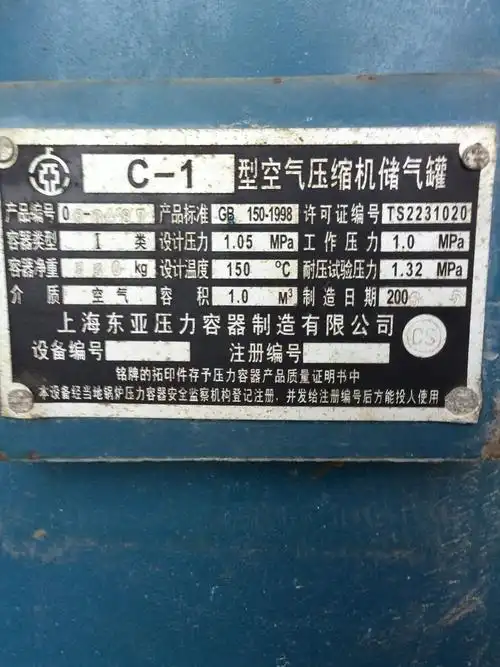 亞 C-1 型空气压缩机储气罐
产品编号 0 产品标准 GB 150-1998 许可证编号 TS2231020
容器类型 I 类 设计压力 1.05 MPa 工作压力 1.0 MPa
容器净重 kg 设计温度 150 ℃ 耐压试验压力 1.32 MPa
介质 空气 容积 1.0 M³ 制造日期 200
上海东亚压力容器制造有限公司 CS
设备编号 注册编号
铭牌的拓印件存予压力容器产品质量证明书中
本设备经当地锅炉压力容器安全监察机构登记注册，并发给注册编号后方能投入使用